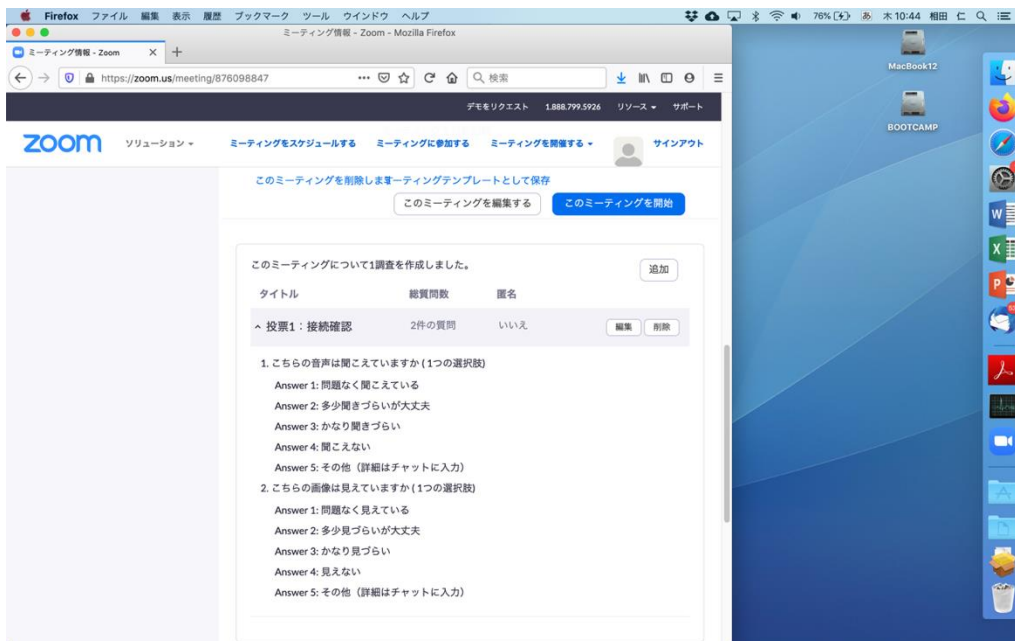 Firefox ファイル 編集 表示 履歴 ブックマーク ツール ウインドウ ヘルプ 76% あ 木10:44 相田 仁
ミーティング情報 - Zoom - Mozilla Firefox
ミーティング情報 - Zoom
https://zoom.us/meeting/876098847 検索
デモをリクエスト 1.888.799.5926 リソース サポート
zoom ソリューション ミーティングをスケジュールする ミーティングに参加する ミーティングを開催する サインアウト
このミーティングを削除します ーティングテンプレートとして保存
このミーティングを編集する このミーティングを開始
このミーティングについて1調査を作成しました。 追加
タイトル 総質問数 匿名
投票1：接続確認 2件の質問 いいえ 編集 削除
1. こちらの音声は聞こえていますか (1つの選択肢)
Answer 1: 問題なく聞こえている
Answer 2: 多少聞きづらいが大丈夫
Answer 3: かなり聞きづらい
Answer 4: 聞こえない
Answer 5: その他（詳細はチャットに入力）
2. こちらの画像は見えていますか (1つの選択肢)
Answer 1: 問題なく見えている
Answer 2: 多少見づらいが大丈夫
Answer 3: かなり見づらい
Answer 4: 見えない
Answer 5: その他（詳細はチャットに入力）
MacBook12
BOOTCAMP
W
X
P